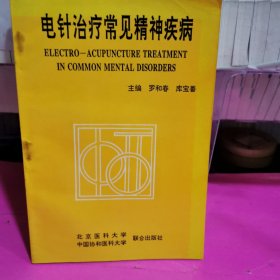 电针治疗常见精神疾病
ELECTRO—ACUPUNCTURE TREATMENT
IN COMMON MENTAL DISORDERS
主编 罗和春 库宝善
北京医科大学
中国协和医科大学 联合出版社